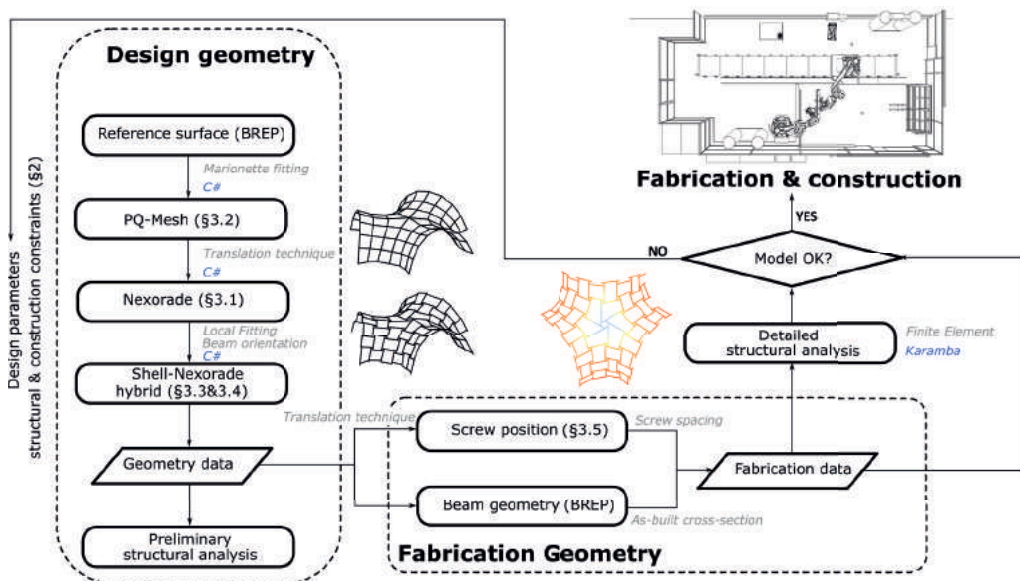 Design geometry
Reference surface (BREP)
Marionette fitting
C#
PQ-Mesh (§3.2)
Translation technique
C#
Nexorade (§3.1)
Local Fitting
Beam orientation
C#
Shell-Nexorade
hybrid (§3.3&3.4)
Geometry data
Preliminary
structural analysis
Design parameters
structural & construction constraints (§2)
Translation technique
Screw position (§3.5)
Screw spacing
Beam geometry (BREP)
As-built cross-section
Fabrication data
Fabrication Geometry
Detailed
structural analysis
Finite Element
Karamba
Model OK?
NO
YES
Fabrication & construction